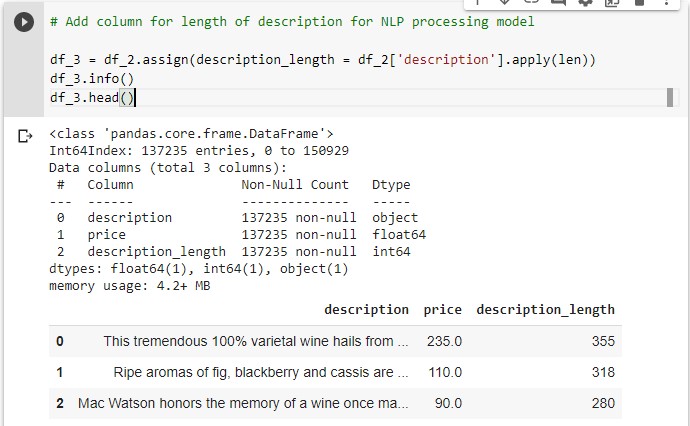 # Add column for length of description for NLP processing model
df_3 = df_2.assign(description_length = df_2['description'].apply(len))
df_3.info()
df_3.head()
<class 'pandas.core.frame.DataFrame'>
Int64Index: 137235 entries, 0 to 150929
Data columns (total 3 columns):
# Column Non-Null Count Dtype
--- ------ -------------- -----
0 description 137235 non-null object
1 price 137235 non-null float64
2 description_length 137235 non-null int64
dtypes: float64(1), int64(1), object(1)
memory usage: 4.2+ MB
description price description_length
0 This tremendous 100% varietal wine hails from ... 235.0 355
1 Ripe aromas of fig, blackberry and cassis are ... 110.0 318
2 Mac Watson honors the memory of a wine once ma... 90.0 280